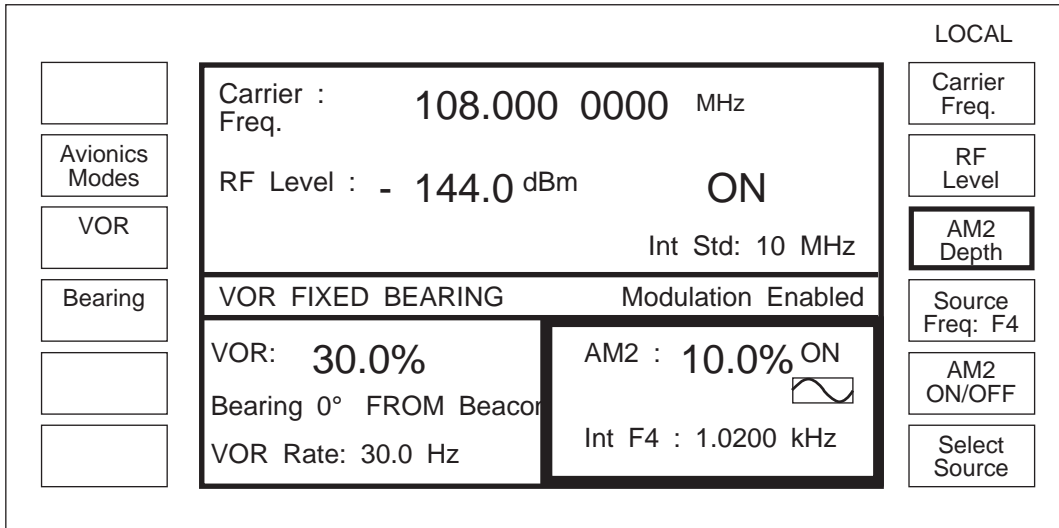 LOCAL
Avionics
Modes
VOR
Bearing
Carrier :
Freq.
108.000 0000 MHz
RF Level : - 144.0 dBm ON
Int Std: 10 MHz
VOR FIXED BEARING Modulation Enabled
VOR: 30.0%
Bearing 0° FROM Beacon
VOR Rate: 30.0 Hz
AM2 : 10.0% ON
Int F4 : 1.0200 kHz
Carrier
Freq.
RF
Level
AM2
Depth
Source
Freq: F4
AM2
ON/OFF
Select
Source